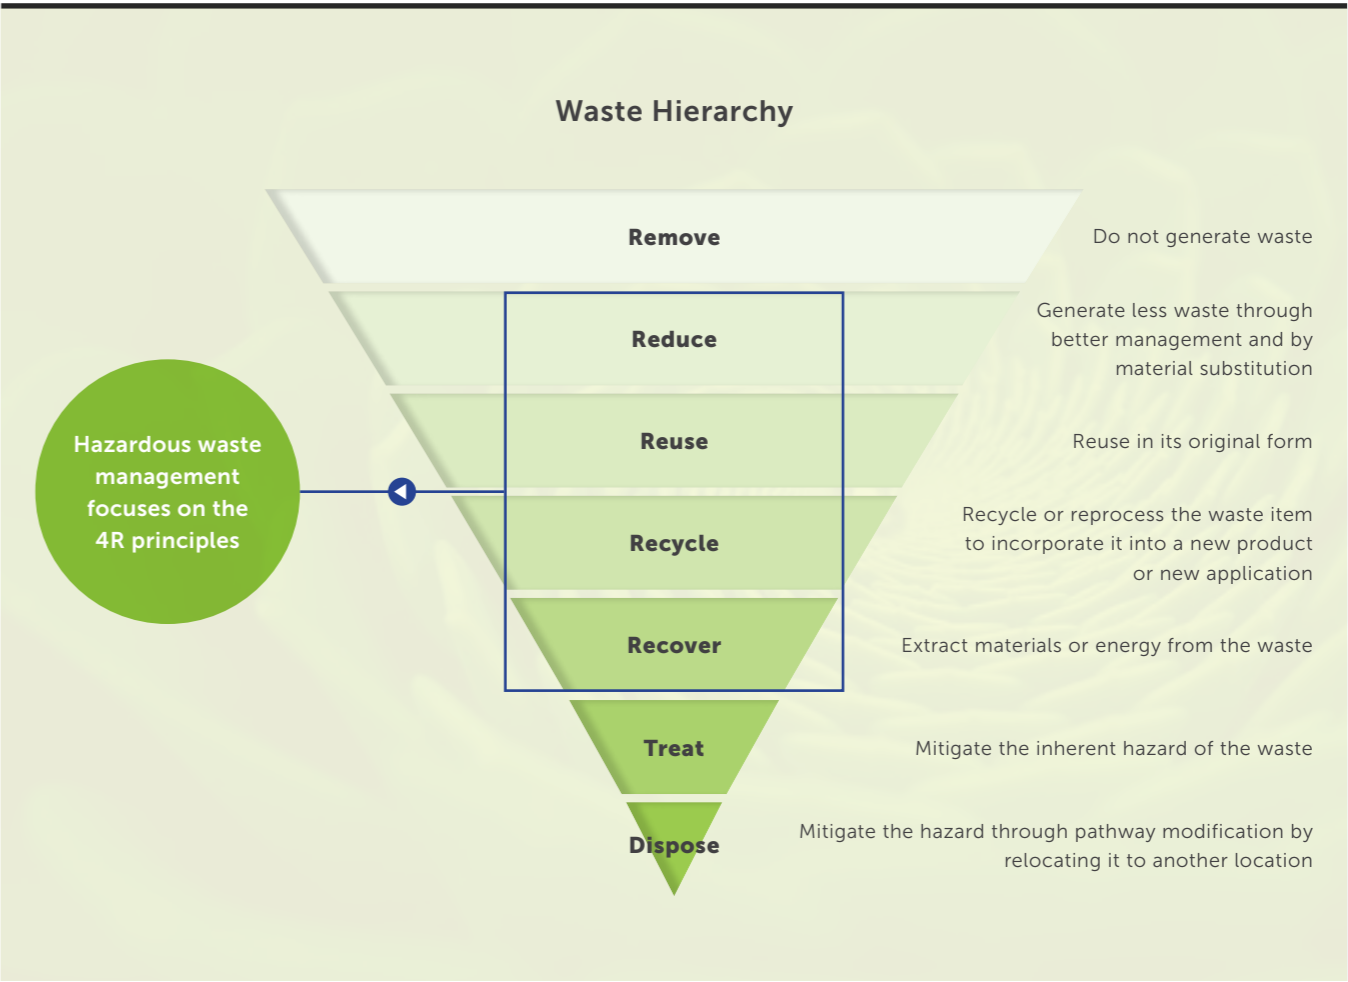 Waste Hierarchy
Remove
Do not generate waste
Reduce
Generate less waste through
better management and by
material substitution
Hazardous waste
management
focuses on the
4R principles
Reuse
Reuse in its original form
Recycle
Recycle or reprocess the waste item
to incorporate it into a new product
or new application
Recover
Extract materials or energy from the waste
Treat
Mitigate the inherent hazard of the waste
Dispose
Mitigate the hazard through pathway modification by
relocating it to another location